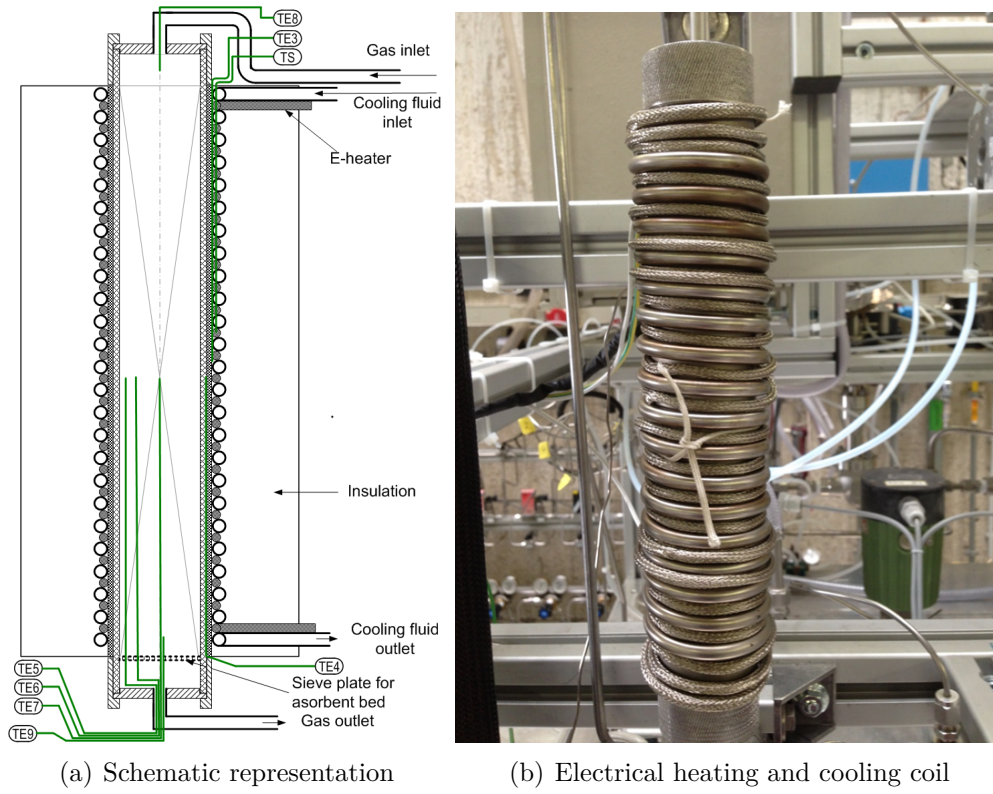 TE8
TE3
TS
Gas inlet
Cooling fluid
inlet
E-heater
Insulation
Cooling fluid
outlet
TE4
TE5
TE6
TE7
TE9
Sieve plate for
asorbent bed
Gas outlet
(a) Schematic representation
(b) Electrical heating and cooling coil